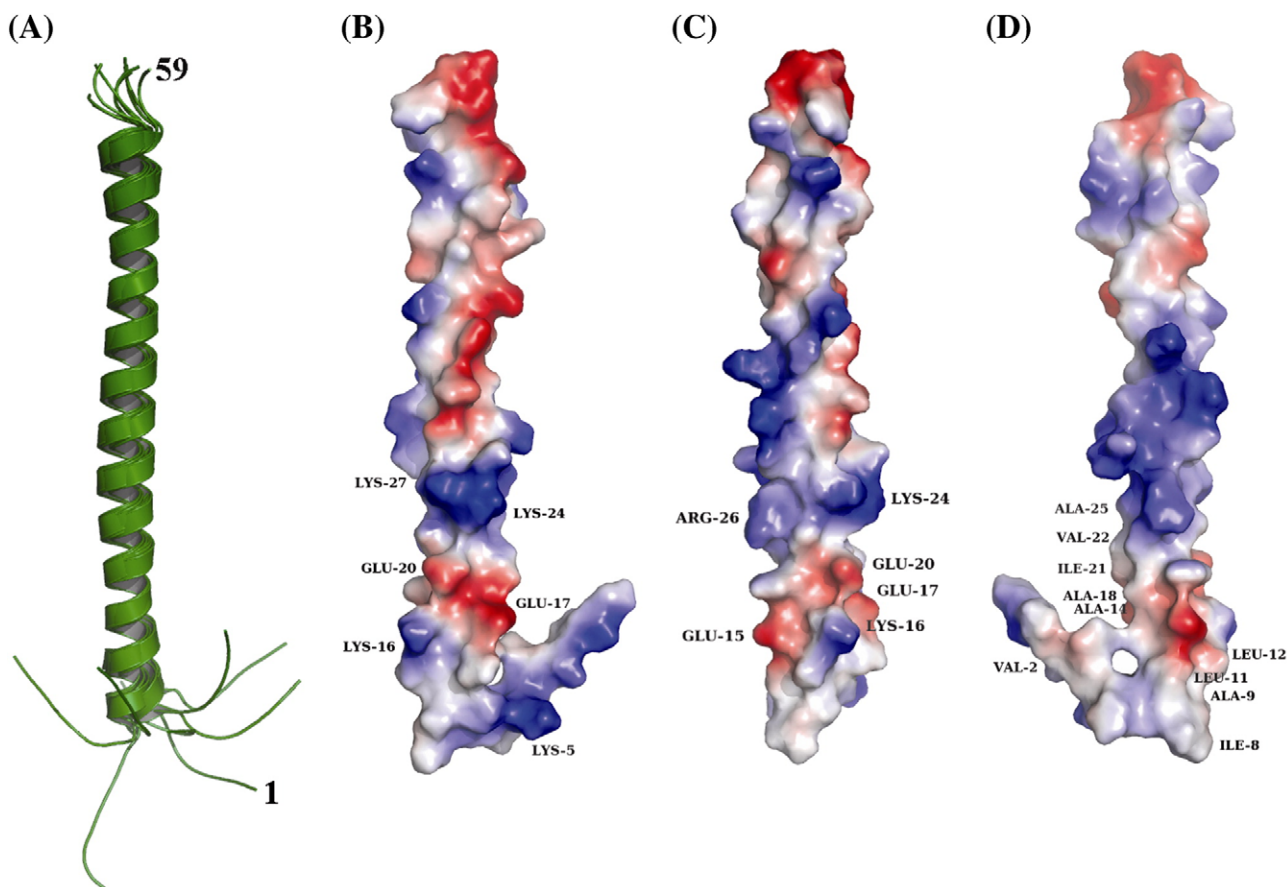 (A)
(B)
(C)
(D)
59
1
LYS-27
LYS-24
GLU-20
GLU-17
LYS-16
LYS-5
ARG-26
LYS-24
GLU-20
GLU-17
LYS-16
GLU-15
ALA-25
VAL-22
ILE-21
ALA-18
ALA-14
VAL-2
LEU-12
LEU-11
ALA-9
ILE-8